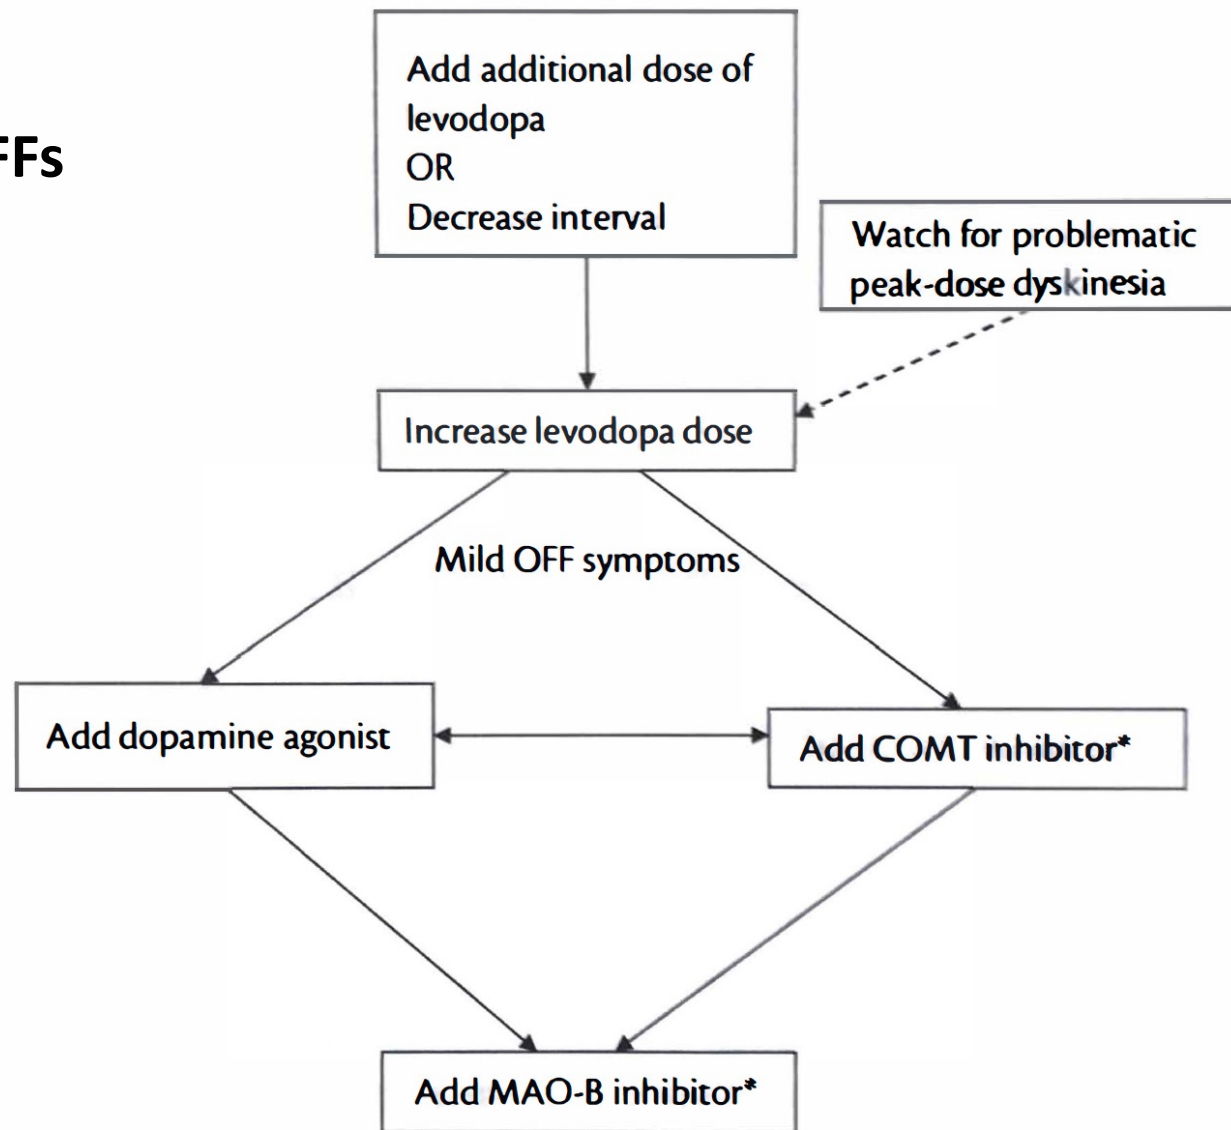 FFs
Add additional dose of
levodopa
OR
Decrease interval
Watch for problematic
peak-dose dyskinesia
Increase levodopa dose
Mild OFF symptoms
Add dopamine agonist
Add COMT inhibitor*
Add MAO-B inhibitor*